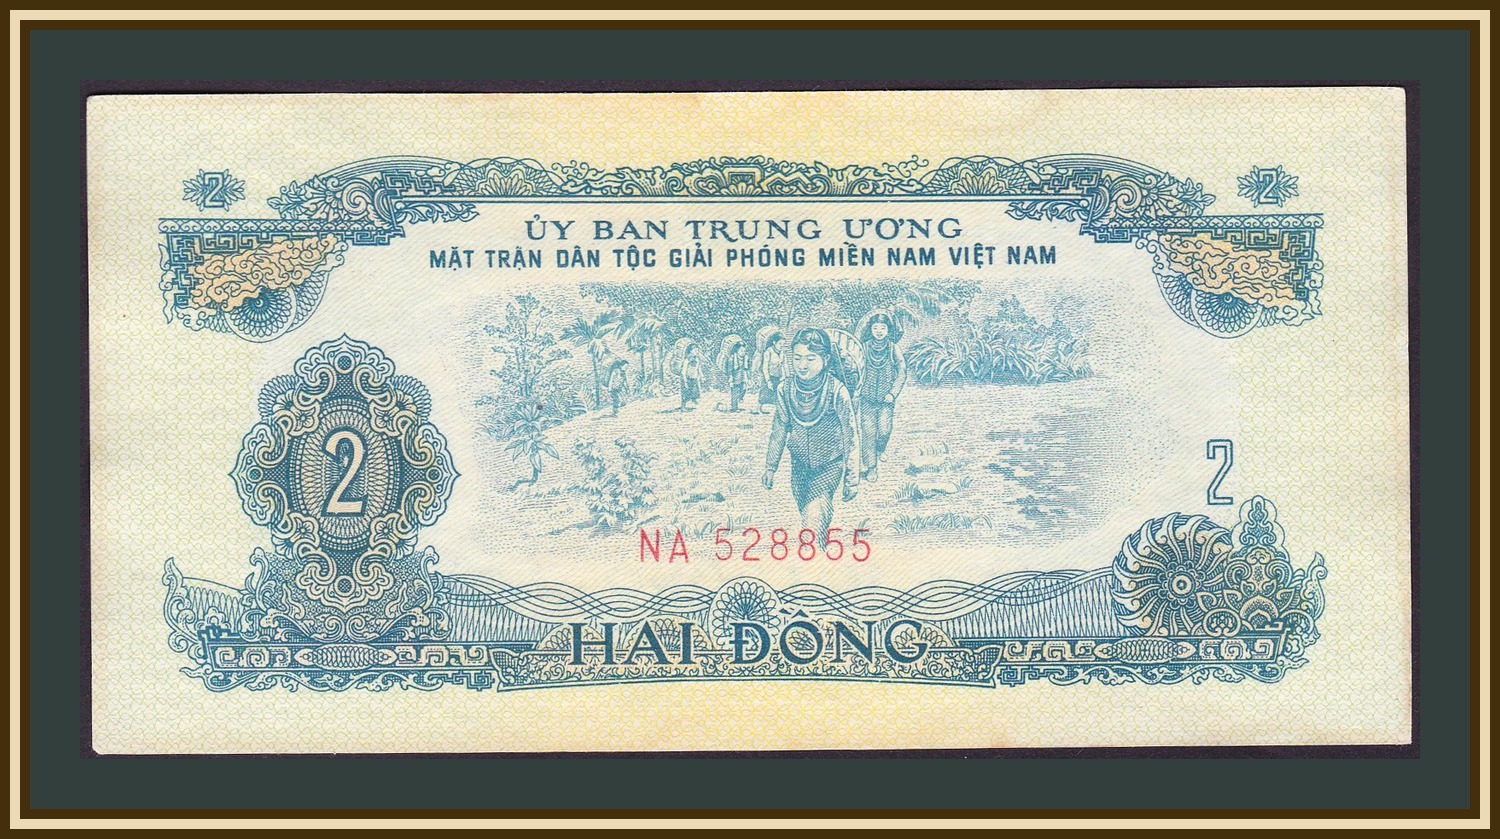 2 2
ỦY BAN TRUNG ƯƠNG
MẶT TRẬN DÂN TỘC GIẢI PHÓNG MIỀN NAM VIỆT NAM
2 2
NA 528855
HAI ĐỒNG